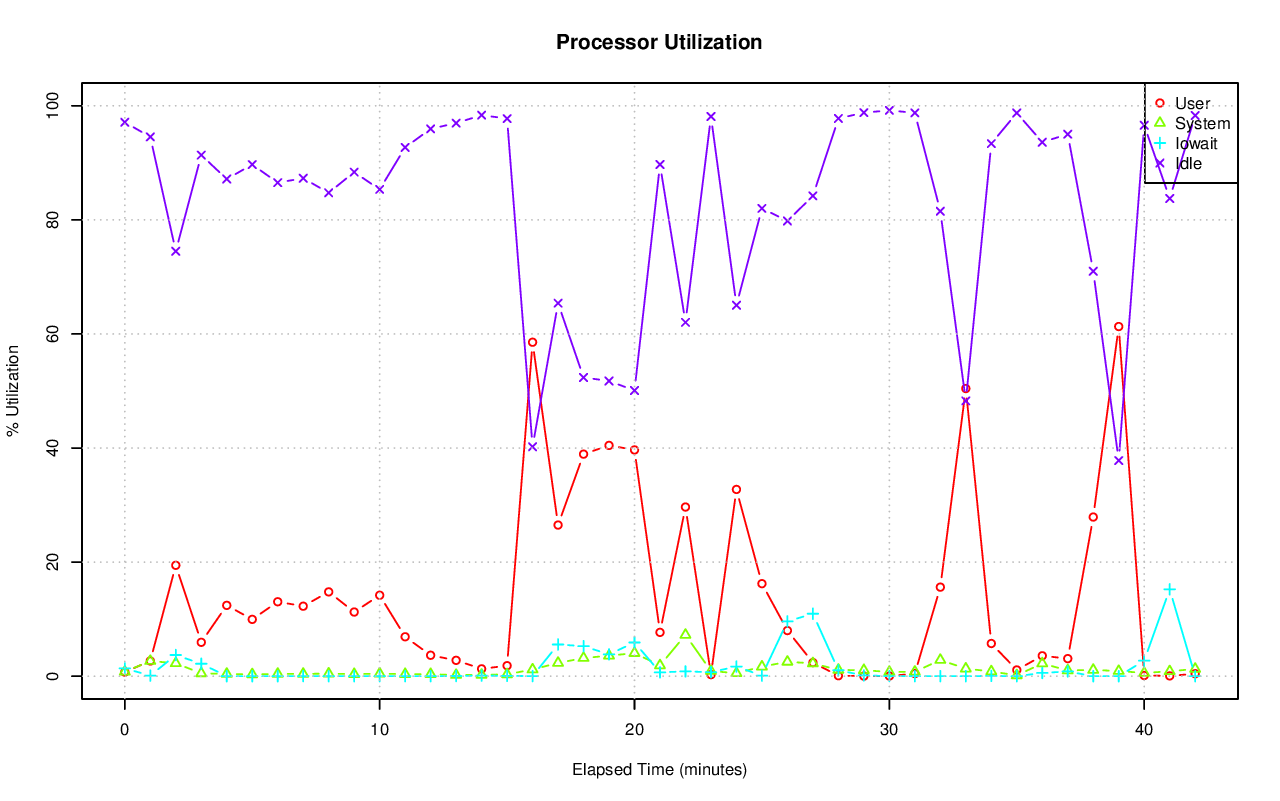 Processor Utilization
% Utilization
100
80
60
40
20
0
User
System
Iowait
Idle
0 10 20 30 40
Elapsed Time (minutes)